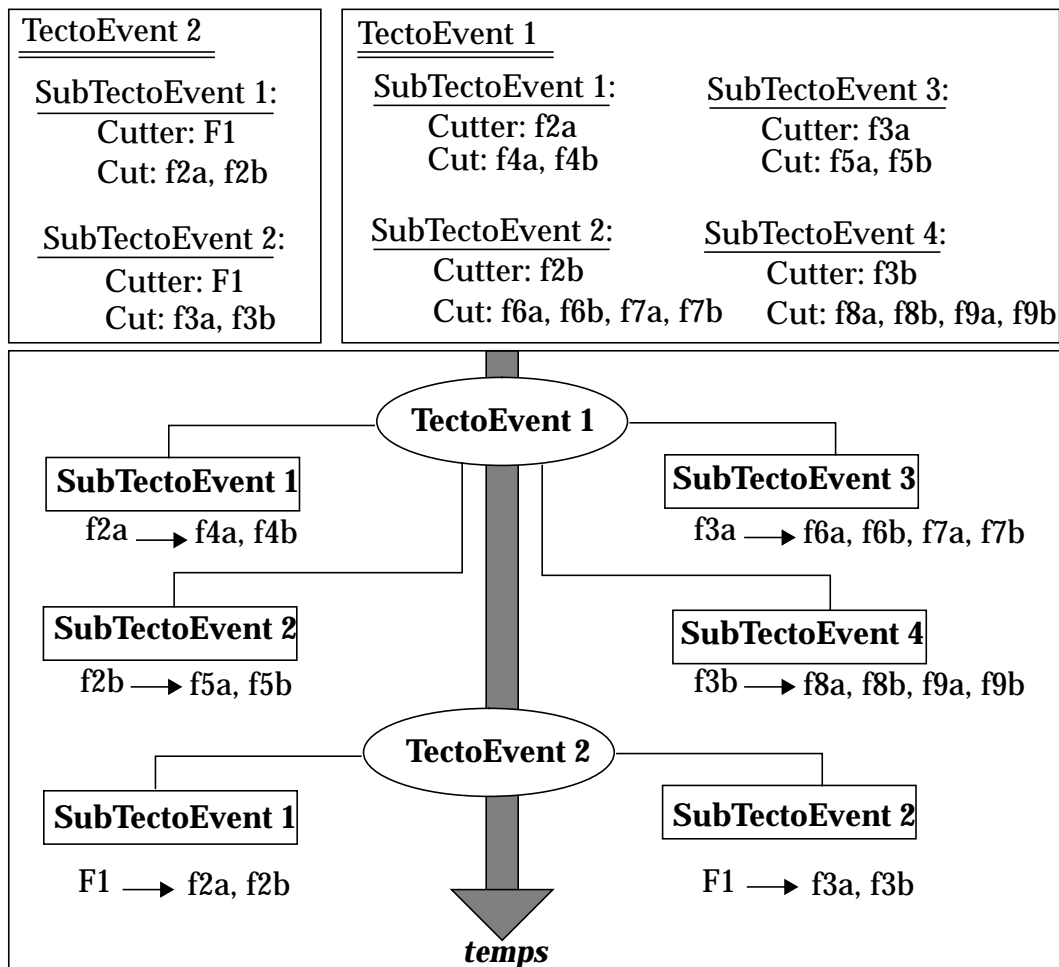 TectoEvent 2
SubTectoEvent 1:
Cutter: F1
Cut: f2a, f2b
SubTectoEvent 2:
Cutter: F1
Cut: f3a, f3b
TectoEvent 1
SubTectoEvent 1:
Cutter: f2a
Cut: f4a, f4b
SubTectoEvent 2:
Cutter: f2b
Cut: f6a, f6b, f7a, f7b
SubTectoEvent 3:
Cutter: f3a
Cut: f5a, f5b
SubTectoEvent 4:
Cutter: f3b
Cut: f8a, f8b, f9a, f9b
TectoEvent 1
SubTectoEvent 1
f2a f4a, f4b
SubTectoEvent 3
f3a f6a, f6b, f7a, f7b
SubTectoEvent 2
f2b f5a, f5b
SubTectoEvent 4
f3b f8a, f8b, f9a, f9b
TectoEvent 2
SubTectoEvent 1
F1 f2a, f2b
SubTectoEvent 2
F1 f3a, f3b
temps